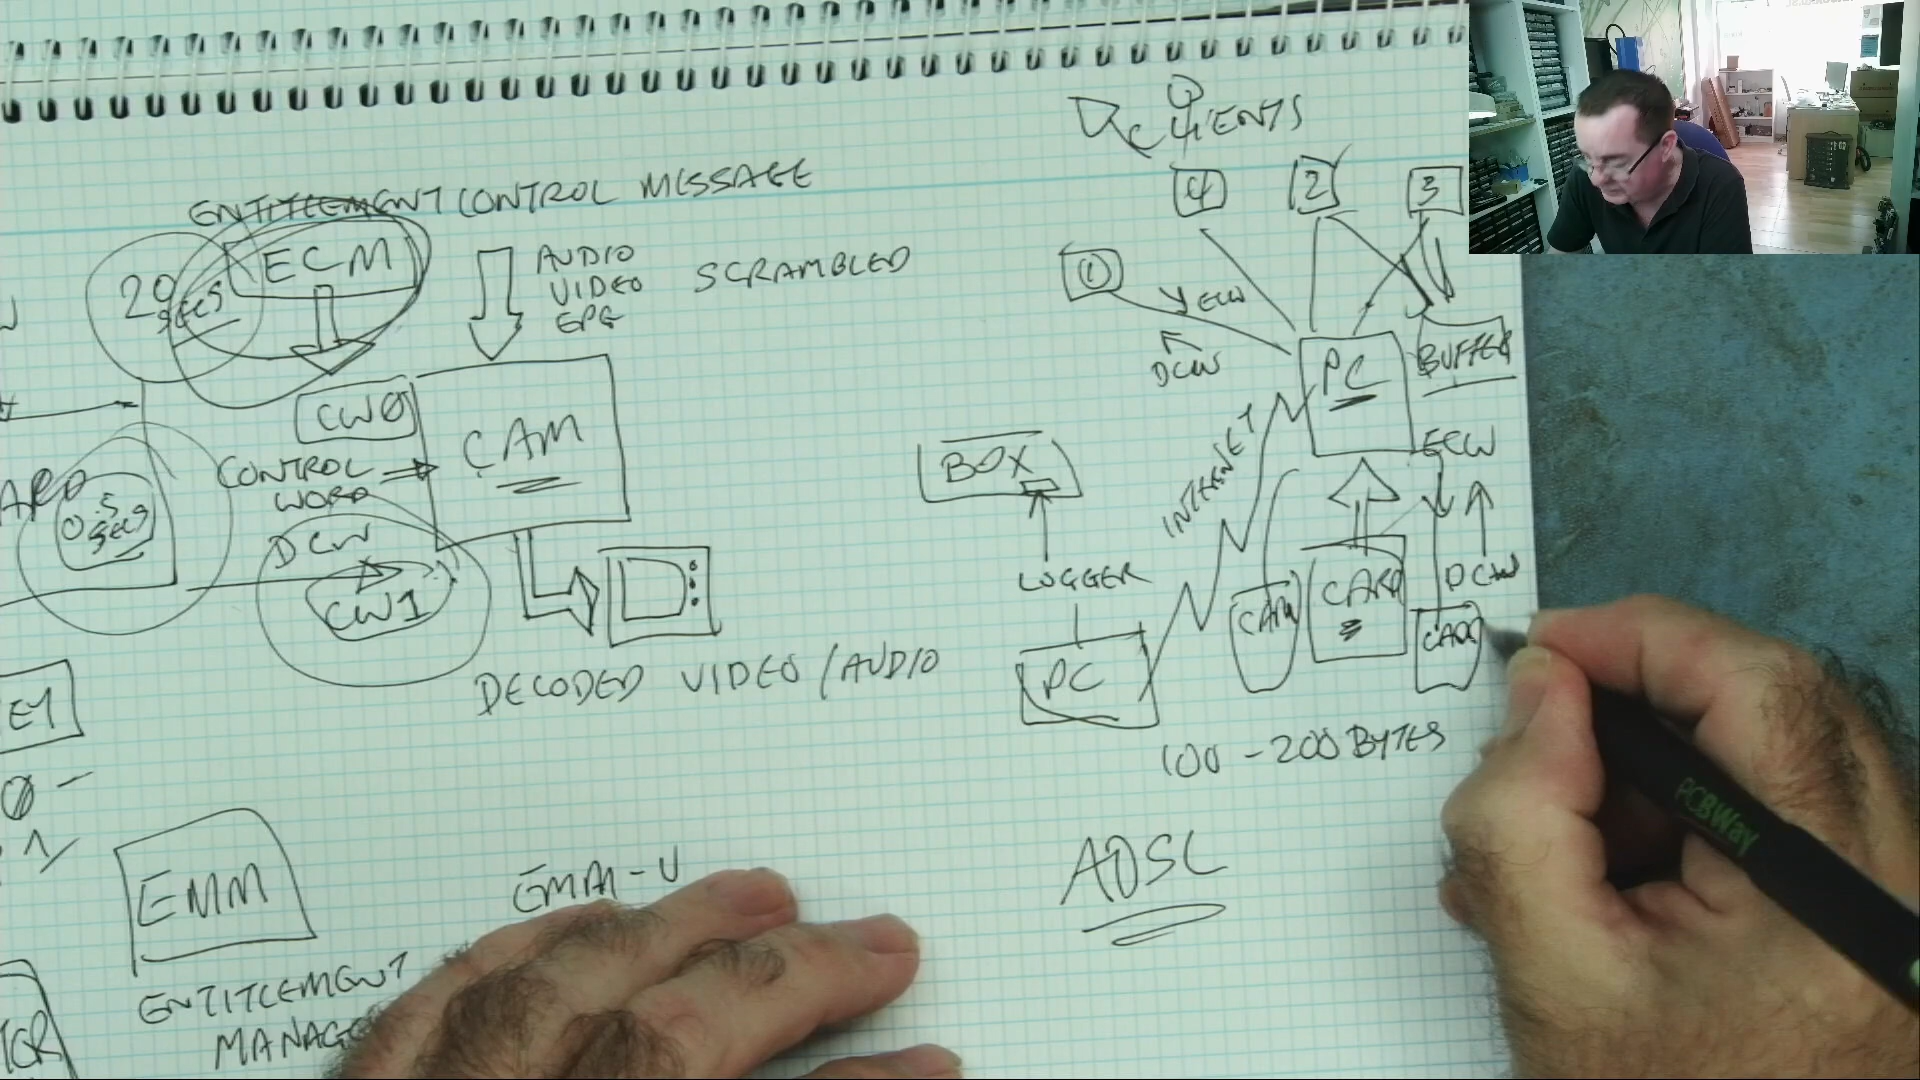 ENTITLEMENT CONTROL MESSAGE
ECM
20
SECS
AUDIO
VIDEO
EPG
SCRAMBLED
CW0
CAM
CONTROL
WORD
0.5
SECS
DCW
CW1
DECODED VIDEO / AUDIO
EMM
EMM-U
ENTITLEMENT
CLIENTS
4
2
3
1
ECW
DCW
PC
BUFFER
ECW
BOX
INTERNET
LOGGER
DCW
CARD
CARD
CARD
PC
100 - 200 BYTES
ADSL
PCBWay